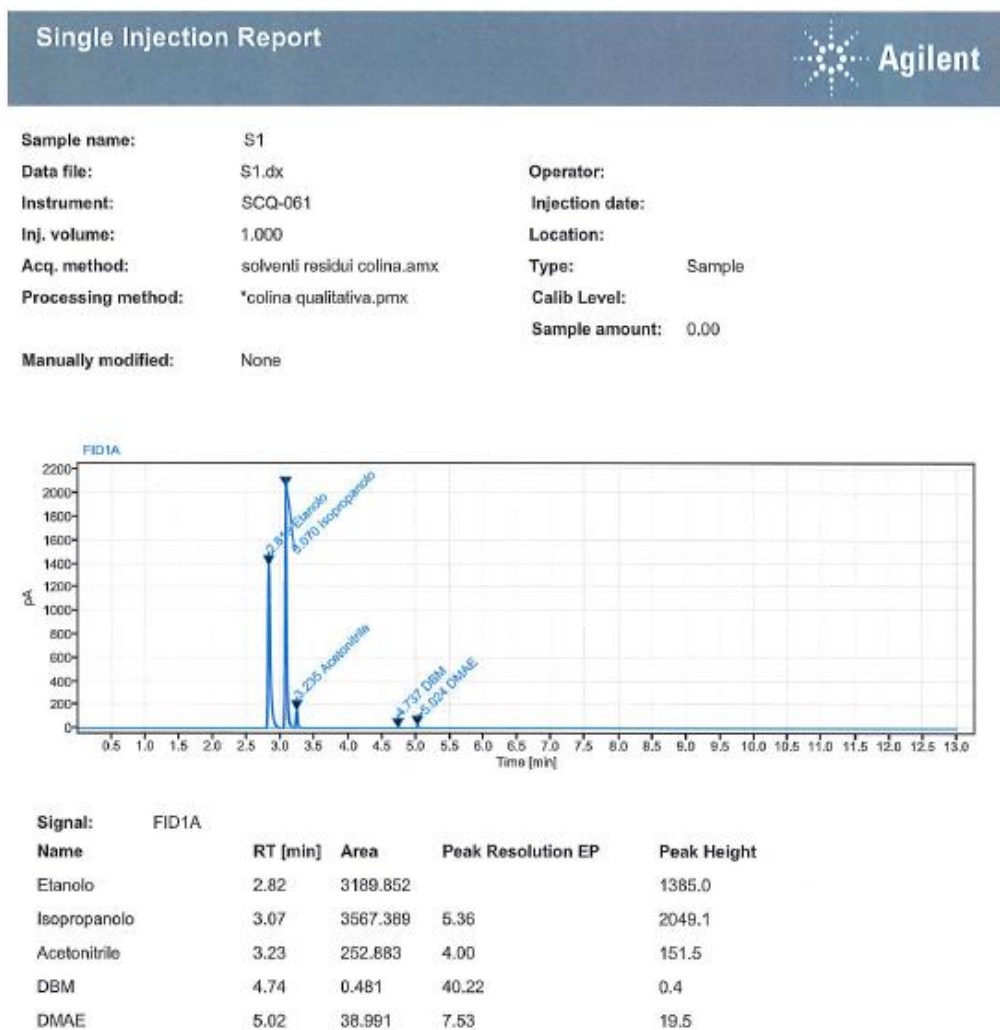 Single Injection Report
Agilent
Sample name: S1
Data file: S1.dx Operator:
Instrument: SCQ-061 Injection date:
Inj. volume: 1.000 Location:
Acq. method: solventi residui colina.amx Type: Sample
Processing method: *colina qualitativa.pmx Calib Level:
Sample amount: 0.00
Manually modified: None
FID1A
2200
2000
1800
1600
1400
1200
1000
800
600
400
200
0
pA
Etanolo
3.070 isopropanolo
3.235 Acetonitrile
4.737 DBM
5.024 DMAE
0.5 1.0 1.5 2.0 2.5 3.0 3.5 4.0 4.5 5.0 5.5 6.0 6.5 7.0 7.5 8.0 8.5 9.0 9.5 10.0 10.5 11.0 11.5 12.0 12.5 13.0
Time [min]
Signal: FID1A
Name RT [min] Area Peak Resolution EP Peak Height
Etanolo 2.82 3189.852 1385.0
Isopropanolo 3.07 3567.389 5.36 2049.1
Acetonitrile 3.23 252.883 4.00 151.5
DBM 4.74 0.481 40.22 0.4
DMAE 5.02 38.991 7.53 19.5